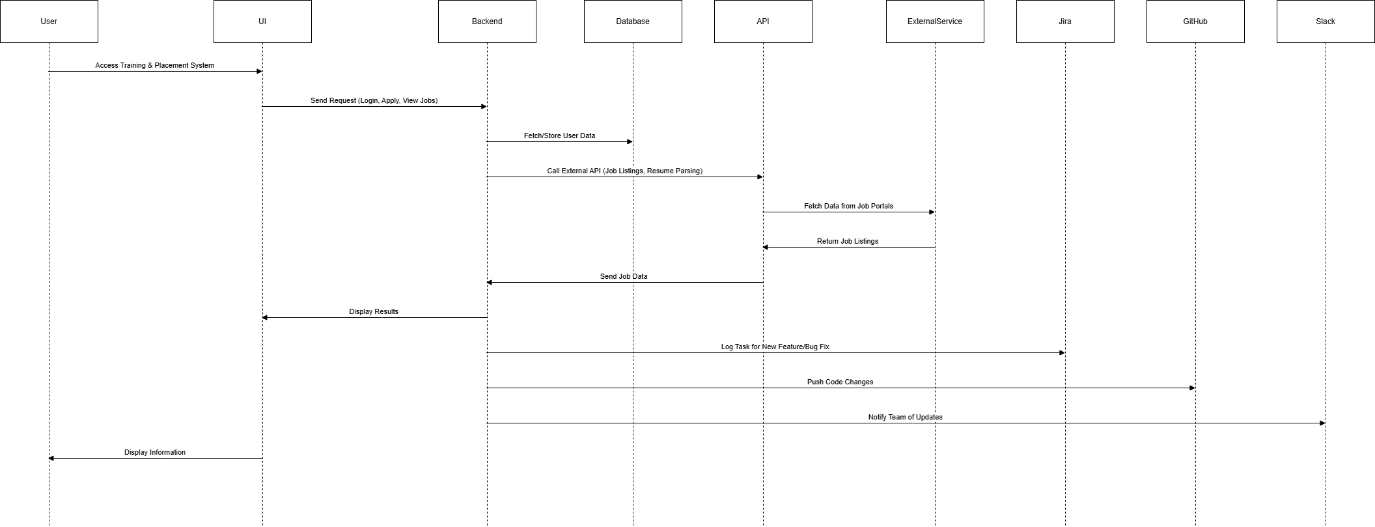 User
UI
Backend
Database
API
ExternalService
Jira
GitHub
Slack
Access Training & Placement System
Send Request (Login, Apply, View Jobs)
Fetch/Store User Data
Call External API (Job Listings, Resume Parsing)
Fetch Data from Job Portals
Return Job Listings
Send Job Data
Display Results
Log Task for New Feature/Bug Fix
Push Code Changes
Notify Team of Updates
Display Information